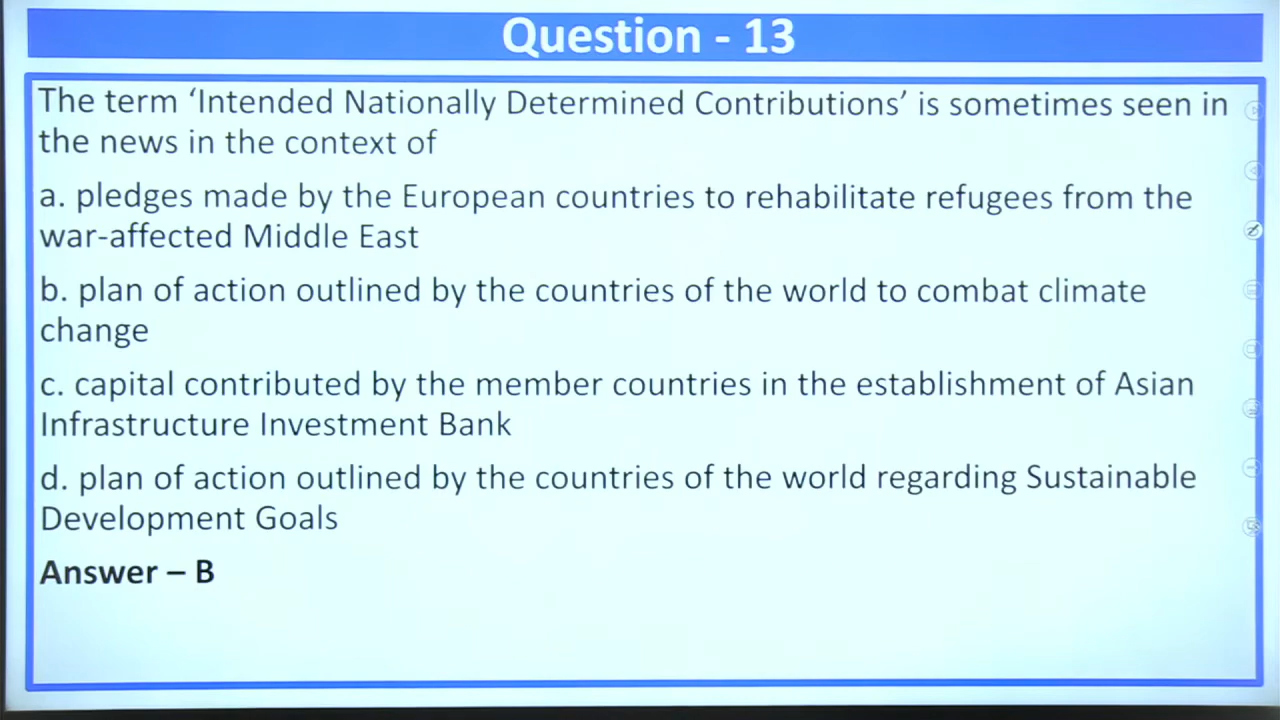 Question - 13
The term ‘Intended Nationally Determined Contributions’ is sometimes seen in
the news in the context of
a. pledges made by the European countries to rehabilitate refugees from the
war-affected Middle East
b. plan of action outlined by the countries of the world to combat climate
change
c. capital contributed by the member countries in the establishment of Asian
Infrastructure Investment Bank
d. plan of action outlined by the countries of the world regarding Sustainable
Development Goals
Answer – B